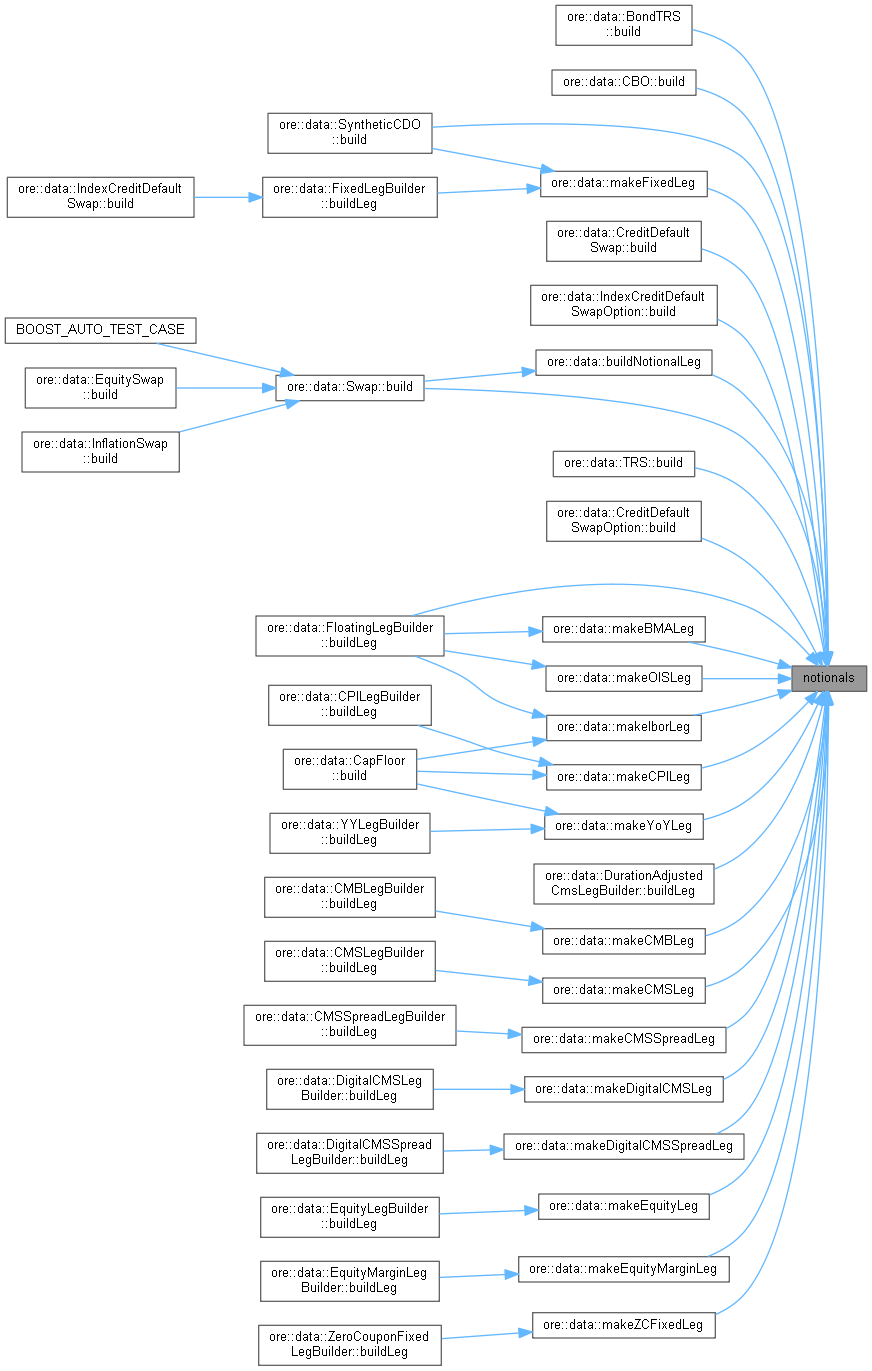 ore::data::BondTRS
::build
ore::data::CBO::build
ore::data::SyntheticCDO
::build
ore::data::makeFixedLeg
ore::data::IndexCreditDefault
Swap::build
ore::data::FixedLegBuilder
::buildLeg
ore::data::CreditDefault
Swap::build
ore::data::IndexCreditDefault
SwapOption::build
BOOST_AUTO_TEST_CASE
ore::data::buildNotionalLeg
ore::data::EquitySwap
::build
ore::data::Swap::build
ore::data::InflationSwap
::build
ore::data::TRS::build
ore::data::CreditDefault
SwapOption::build
ore::data::FloatingLegBuilder
::buildLeg
ore::data::makeBMALeg
ore::data::makeOISLeg
notionals
ore::data::CPILegBuilder
::buildLeg
ore::data::makeIborLeg
ore::data::CapFloor
::build
ore::data::makeCPILeg
ore::data::YYLegBuilder
::buildLeg
ore::data::makeYoYLeg
ore::data::DurationAdjusted
CmsLegBuilder::buildLeg
ore::data::CMBLegBuilder
::buildLeg
ore::data::makeCMBLeg
ore::data::CMSLegBuilder
::buildLeg
ore::data::makeCMSLeg
ore::data::CMSSpreadLegBuilder
::buildLeg
ore::data::makeCMSSpreadLeg
ore::data::DigitalCMSLeg
Builder::buildLeg
ore::data::makeDigitalCMSLeg
ore::data::DigitalCMSSpread
LegBuilder::buildLeg
ore::data::makeDigitalCMSSpreadLeg
ore::data::EquityLegBuilder
::buildLeg
ore::data::makeEquityLeg
ore::data::EquityMarginLeg
Builder::buildLeg
ore::data::makeEquityMarginLeg
ore::data::ZeroCouponFixed
LegBuilder::buildLeg
ore::data::makeZCFixedLeg